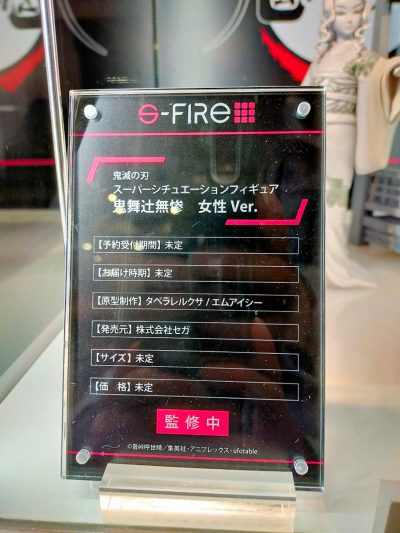 S-FIRE
鬼滅の刃
スーパーシチュエーションフィギュア
鬼舞辻無惨 女性 Ver.
【予約受付期間】未定
【お届け時期】未定
【原型制作】タベラレルクサ / エムアイシー
【発売元】株式会社セガ
【サイズ】未定
【価 格】未定
監修中
©吾峠呼世晴／集英社・アニプレックス・ufotable